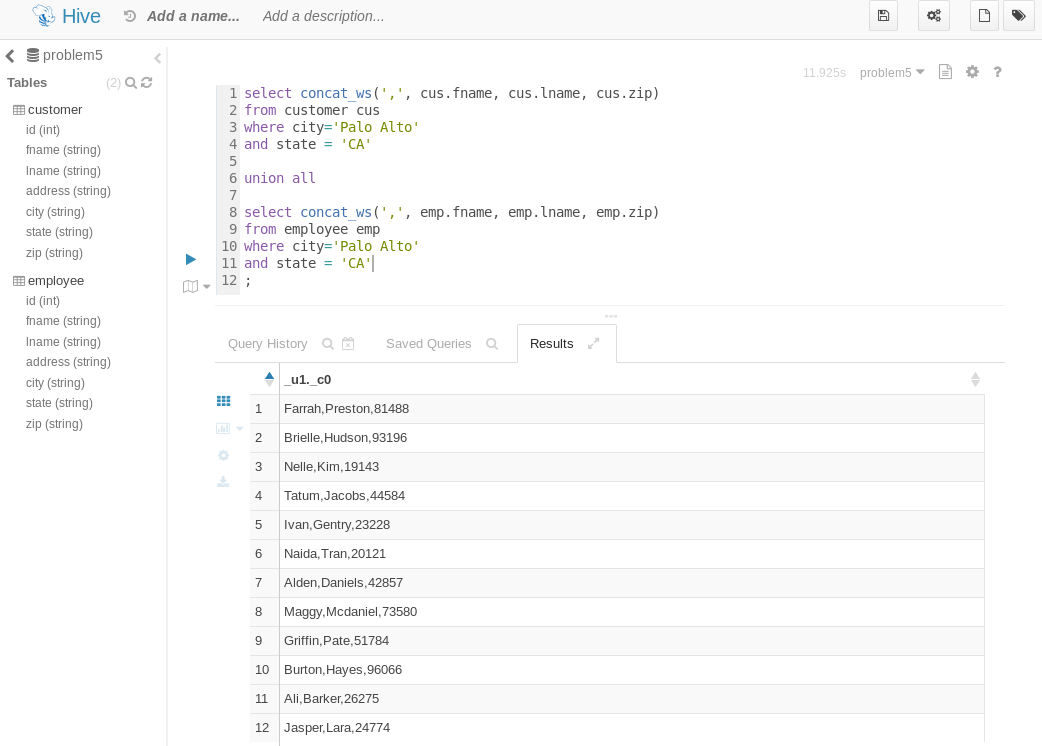 Hive
Add a name...
Add a description...
problem5
Tables
(2)
customer
id (int)
fname (string)
lname (string)
address (string)
city (string)
state (string)
zip (string)
employee
id (int)
fname (string)
lname (string)
address (string)
city (string)
state (string)
zip (string)
11.925s problem5 ?
1 select concat_ws(',', cus.fname, cus.lname, cus.zip)
2 from customer cus
3 where city='Palo Alto'
4 and state = 'CA'
5
6 union all
7
8 select concat_ws(',', emp.fname, emp.lname, emp.zip)
9 from employee emp
10 where city='Palo Alto'
11 and state = 'CA'
12 ;
Query History Saved Queries Results
_u1._c0
1 Farrah,Preston,81488
2 Brielle,Hudson,93196
3 Nelle,Kim,19143
4 Tatum,Jacobs,44584
5 Ivan,Gentry,23228
6 Naida,Tran,20121
7 Alden,Daniels,42857
8 Maggy,Mcdaniel,73580
9 Griffin,Pate,51784
10 Burton,Hayes,96066
11 Ali,Barker,26275
12 Jasper,Lara,24774